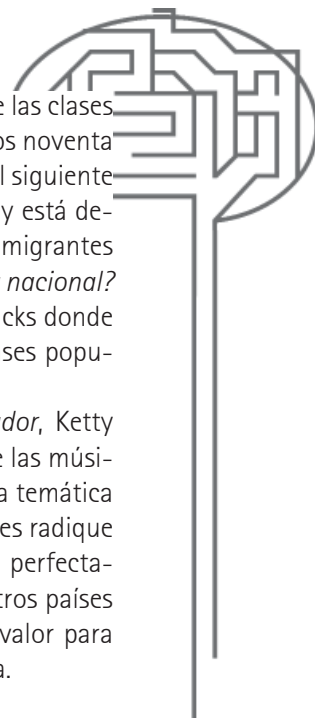 e las clases
os noventa
l siguiente
y está de-
migrantes
nacional?
cks donde
ses popu-
dor, Ketty
e las músi-
a temática
es radique
perfecta-
tros países
valor para
a.